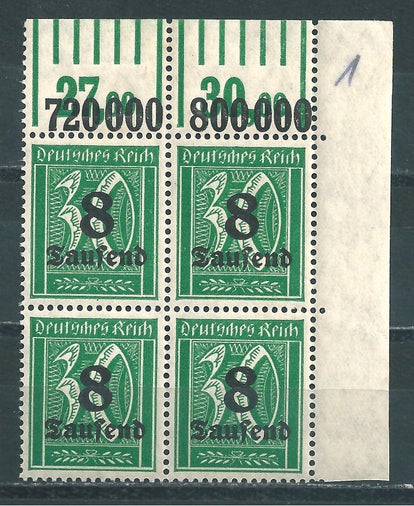 27,00 30,00
720000 800000
1
Deutsches Reich Deutsches Reich
30 30
8 8
Tausend Tausend
Deutsches Reich Deutsches Reich
30 30
8 8
Tausend Tausend